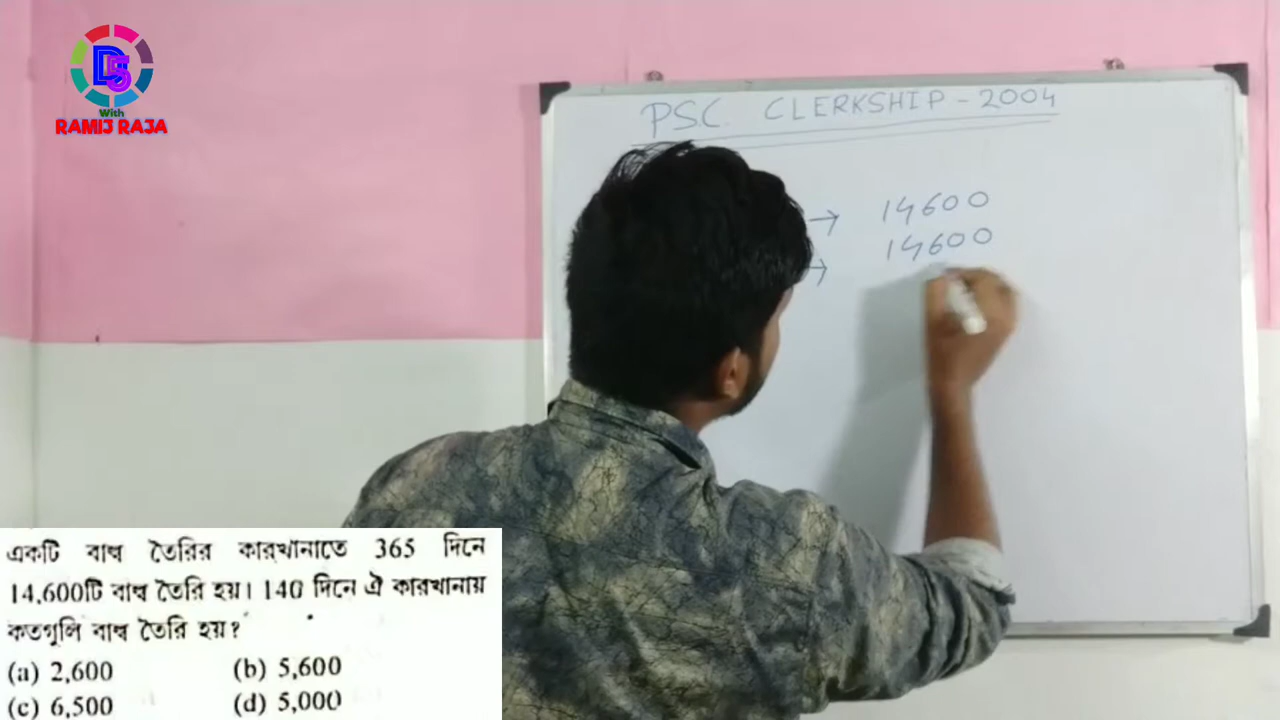 DS
With
RAMIJ RAJA
PSC CLERKSHIP - 2004
→ 14600
→ 14600
একটি বাল্ব তৈরির কারখানাতে 365 দিনে
14,600টি বাল্ব তৈরি হয়। 140 দিনে ঐ কারখানায়
কতগুলি বাল্ব তৈরি হয়?
(a) 2,600 (b) 5,600
(c) 6,500 (d) 5,000